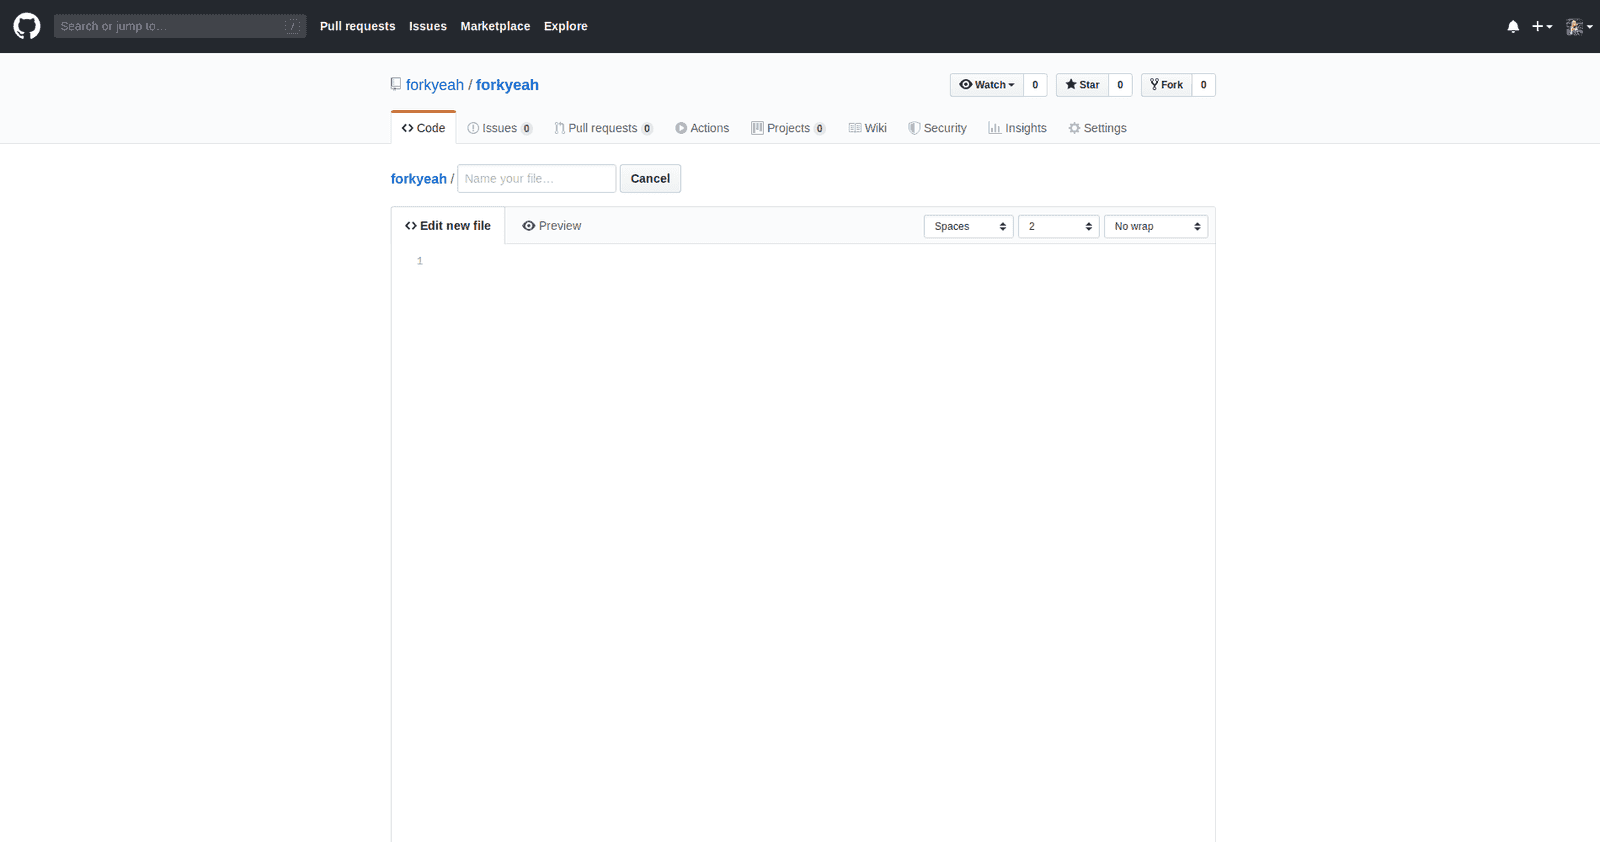 Search or jump to... / Pull requests Issues Marketplace Explore
forkyeah / forkyeah Watch 0 Star 0 Fork 0
Code Issues 0 Pull requests 0 Actions Projects 0 Wiki Security Insights Settings
forkyeah / Name your file... Cancel
Edit new file Preview Spaces 2 No wrap
1